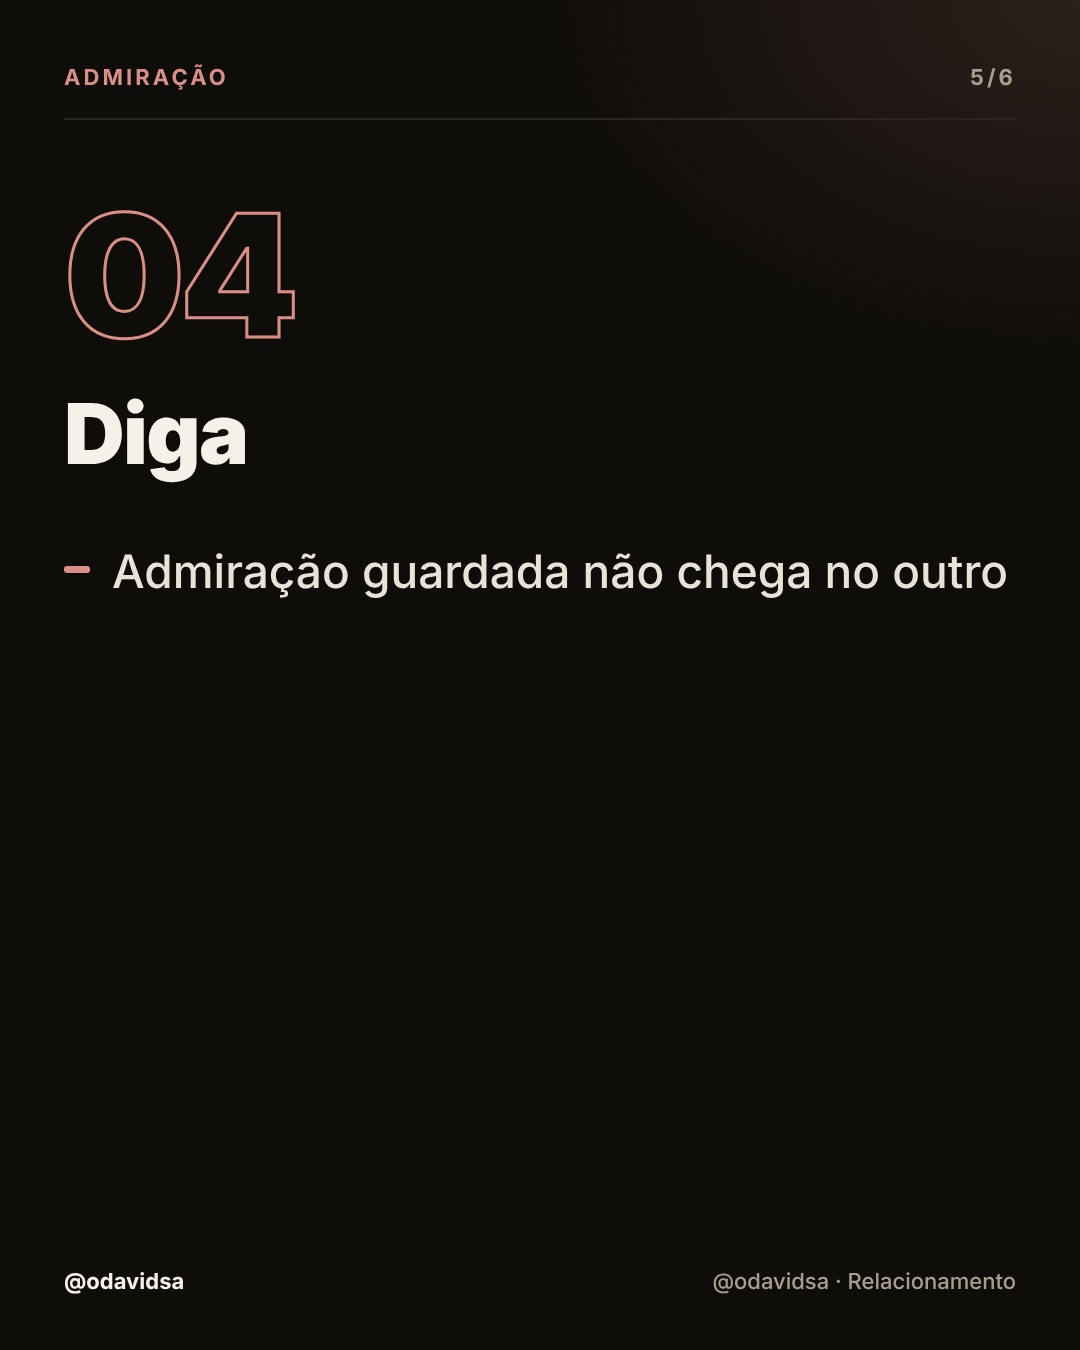 ADMIRAÇÃO
5/6
04
Diga
Admiração guardada não chega no outro
@odavidsa
@odavidsa · Relacionamento